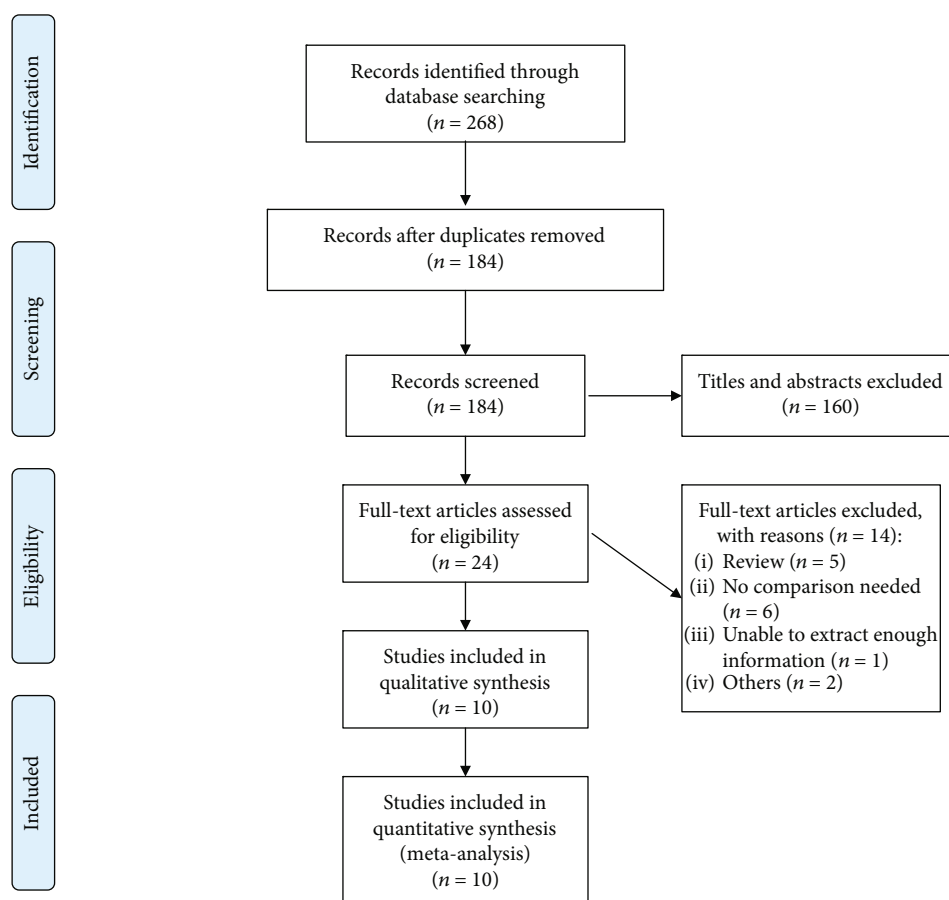 Identification
Records identified through
database searching
(n = 268)
Records after duplicates removed
(n = 184)
Screening
Records screened
(n = 184)
Titles and abstracts excluded
(n = 160)
Eligibility
Full-text articles assessed
for eligibility
(n = 24)
Full-text articles excluded,
with reasons (n = 14):
(i) Review (n = 5)
(ii) No comparison needed
(n = 6)
(iii) Unable to extract enough
information (n = 1)
(iv) Others (n = 2)
Studies included in
qualitative synthesis
(n = 10)
Included
Studies included in
quantitative synthesis
(meta-analysis)
(n = 10)